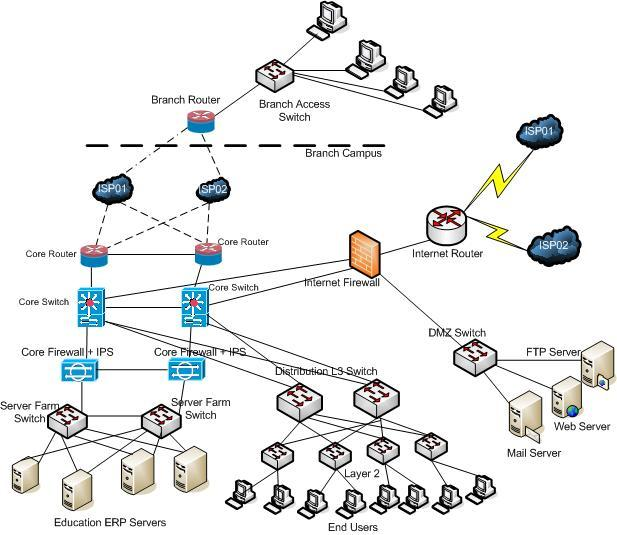 Branch Router
Branch Access
Switch
ISP01
Branch Campus
ISP01
ISP02
Core Router
Core Router
Internet Router
ISP02
Internet Firewall
Core Switch
Core Switch
DMZ Switch
Core Firewall + IPS
Core Firewall + IPS
FTP Server
Distribution L3 Switch
Server Farm
Switch
Server Farm
Switch
Web Server
Mail Server
Layer 2
Education ERP Servers
End Users